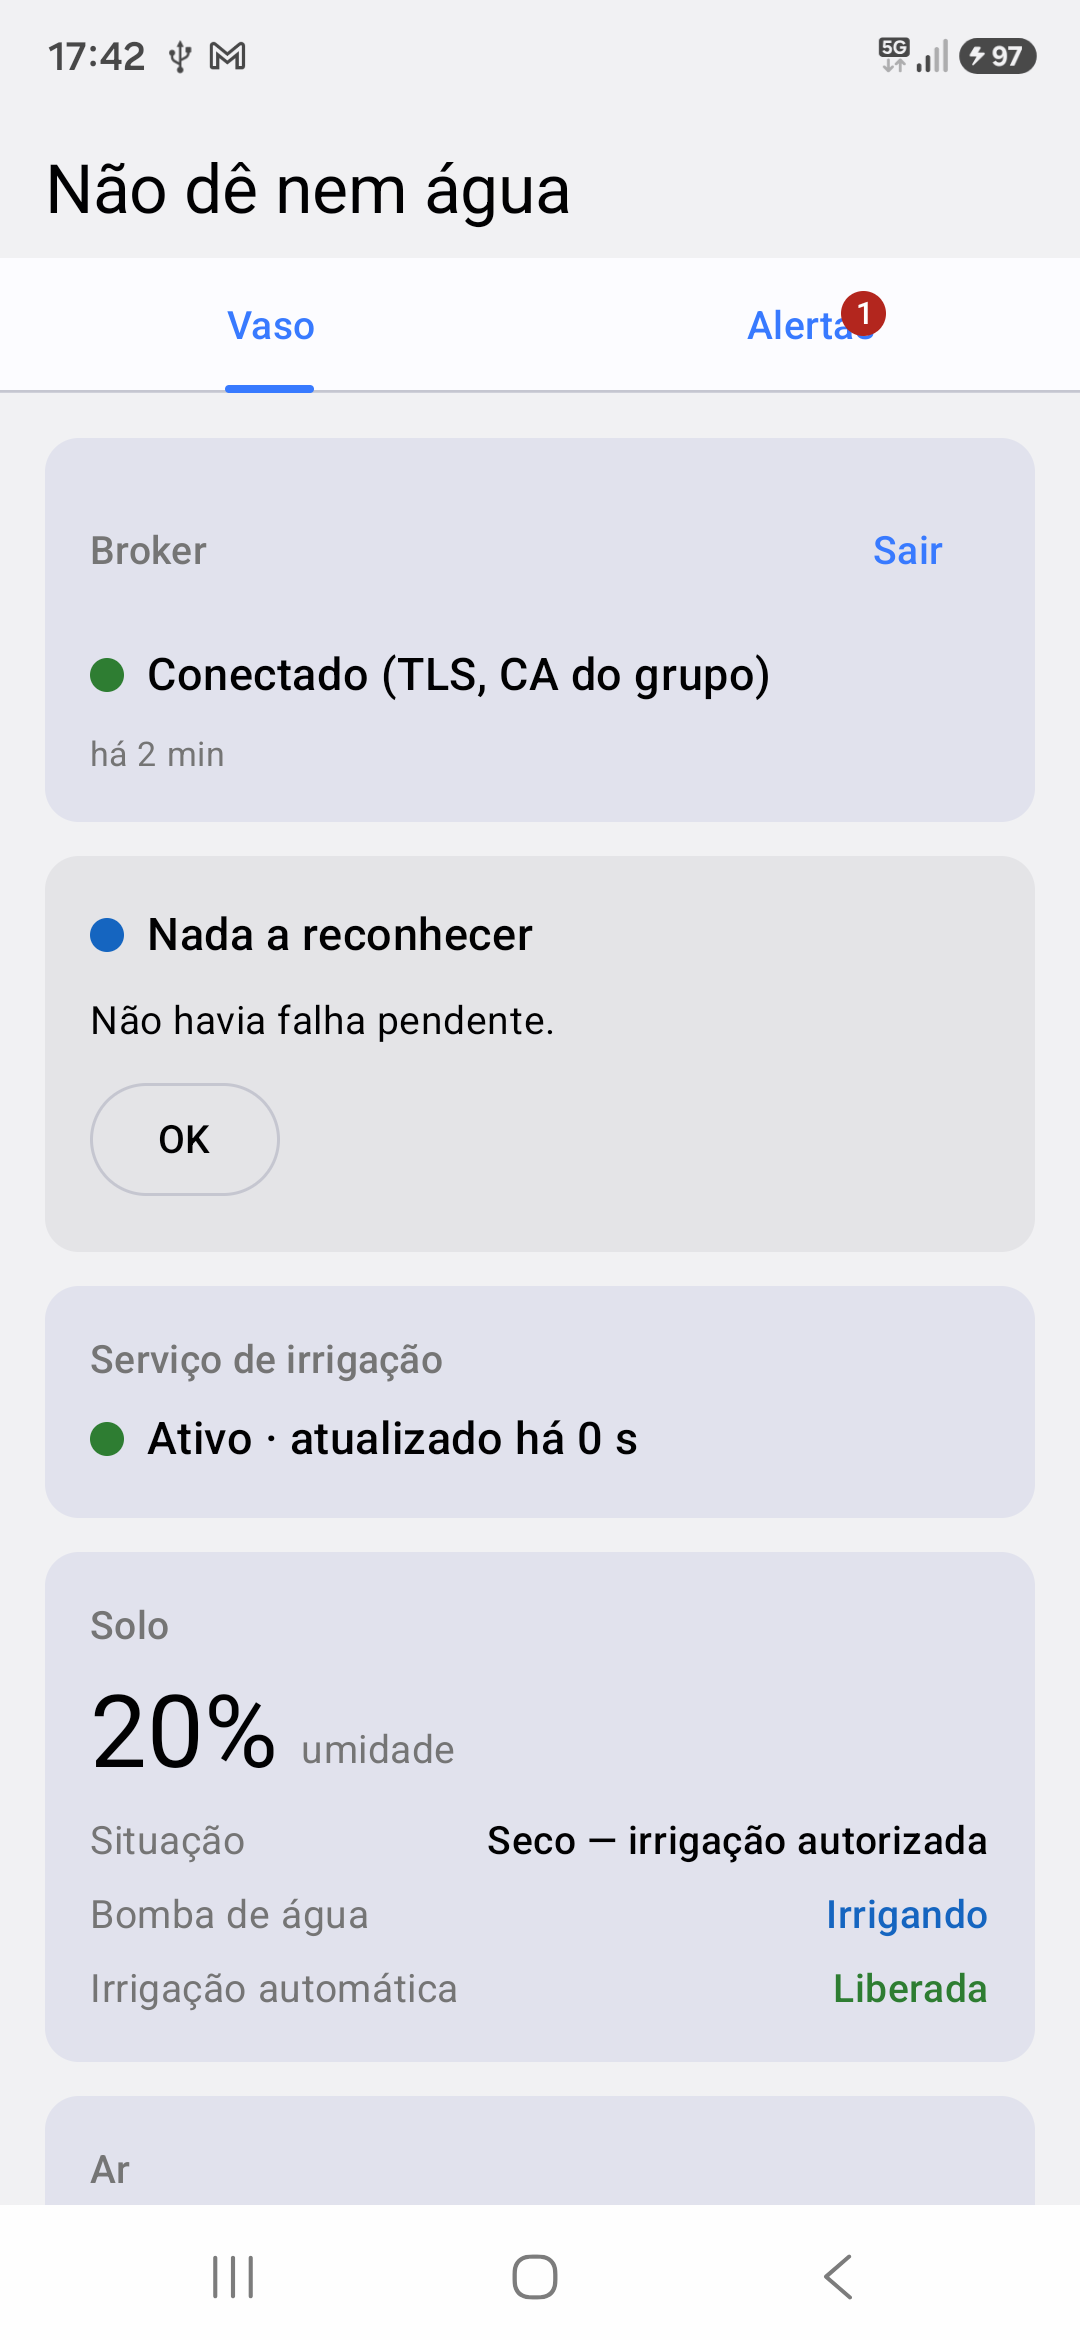 17:42
5G
97
Não dê nem água
Vaso
Alertas
1
Broker
Sair
Conectado (TLS, CA do grupo)
há 2 min
Nada a reconhecer
Não havia falha pendente.
OK
Serviço de irrigação
Ativo · atualizado há 0 s
Solo
20% umidade
Situação
Seco — irrigação autorizada
Bomba de água
Irrigando
Irrigação automática
Liberada
Ar